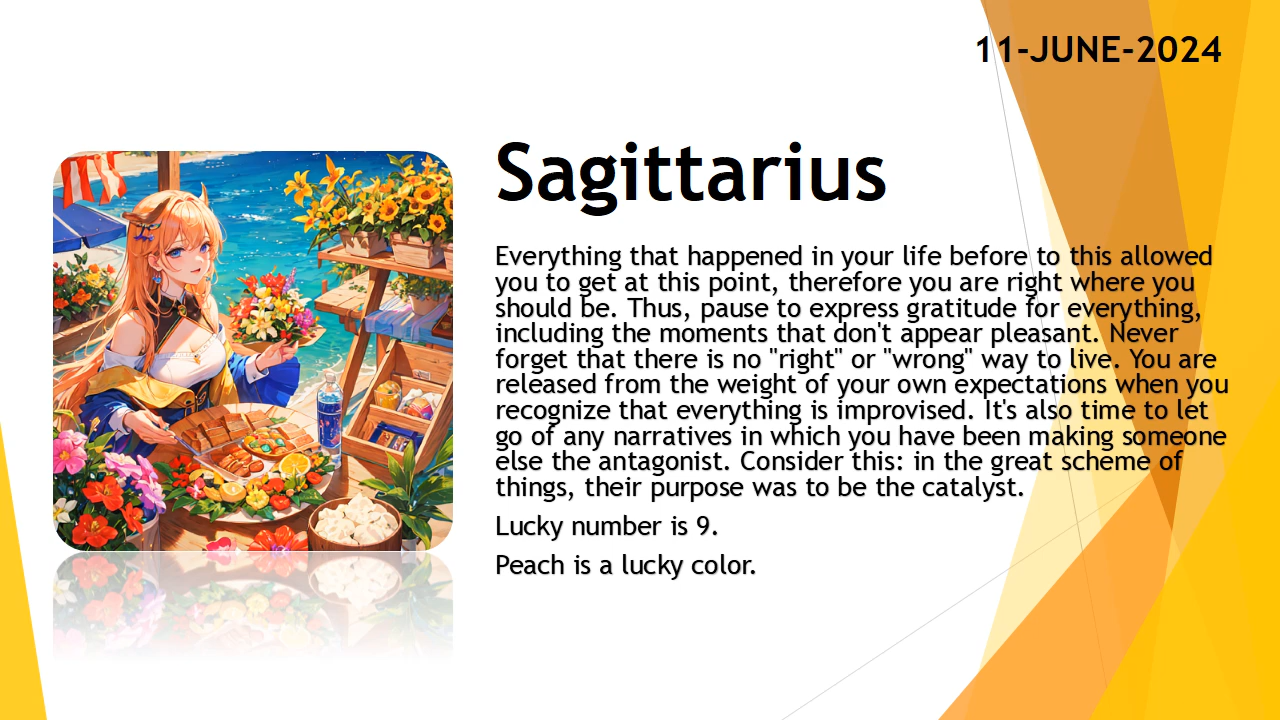 11-JUNE-2024
Sagittarius
Everything that happened in your life before to this allowed
you to get at this point, therefore you are right where you
should be. Thus, pause to express gratitude for everything,
including the moments that don't appear pleasant. Never
forget that there is no "right" or "wrong" way to live. You are
released from the weight of your own expectations when you
recognize that everything is improvised. It's also time to let
go of any narratives in which you have been making someone
else the antagonist. Consider this: in the great scheme of
things, their purpose was to be the catalyst.
Lucky number is 9.
Peach is a lucky color.